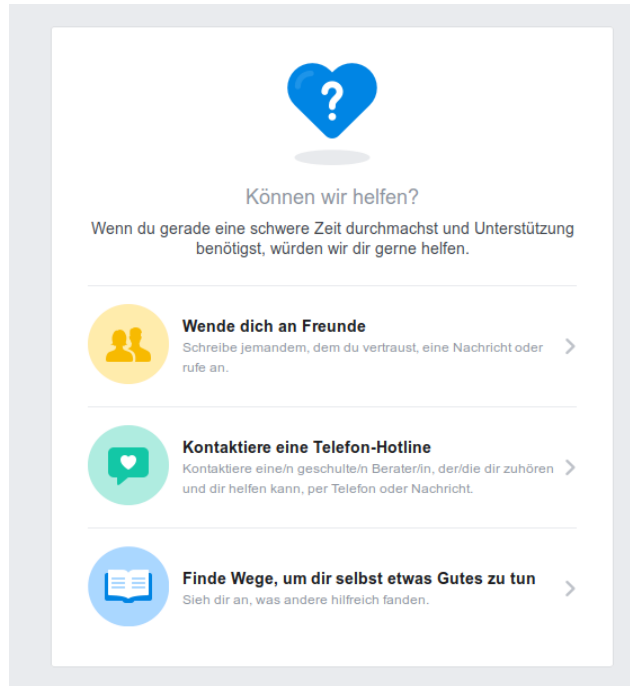 ?
Können wir helfen?
Wenn du gerade eine schwere Zeit durchmachst und Unterstützung
benötigst, würden wir dir gerne helfen.
Wende dich an Freunde
Schreibe jemandem, dem du vertraust, eine Nachricht oder
rufe an.
Kontaktiere eine Telefon-Hotline
Kontaktiere eine/n geschulte/n Berater/in, der/die dir zuhören
und dir helfen kann, per Telefon oder Nachricht.
Finde Wege, um dir selbst etwas Gutes zu tun
Sieh dir an, was andere hilfreich fanden.